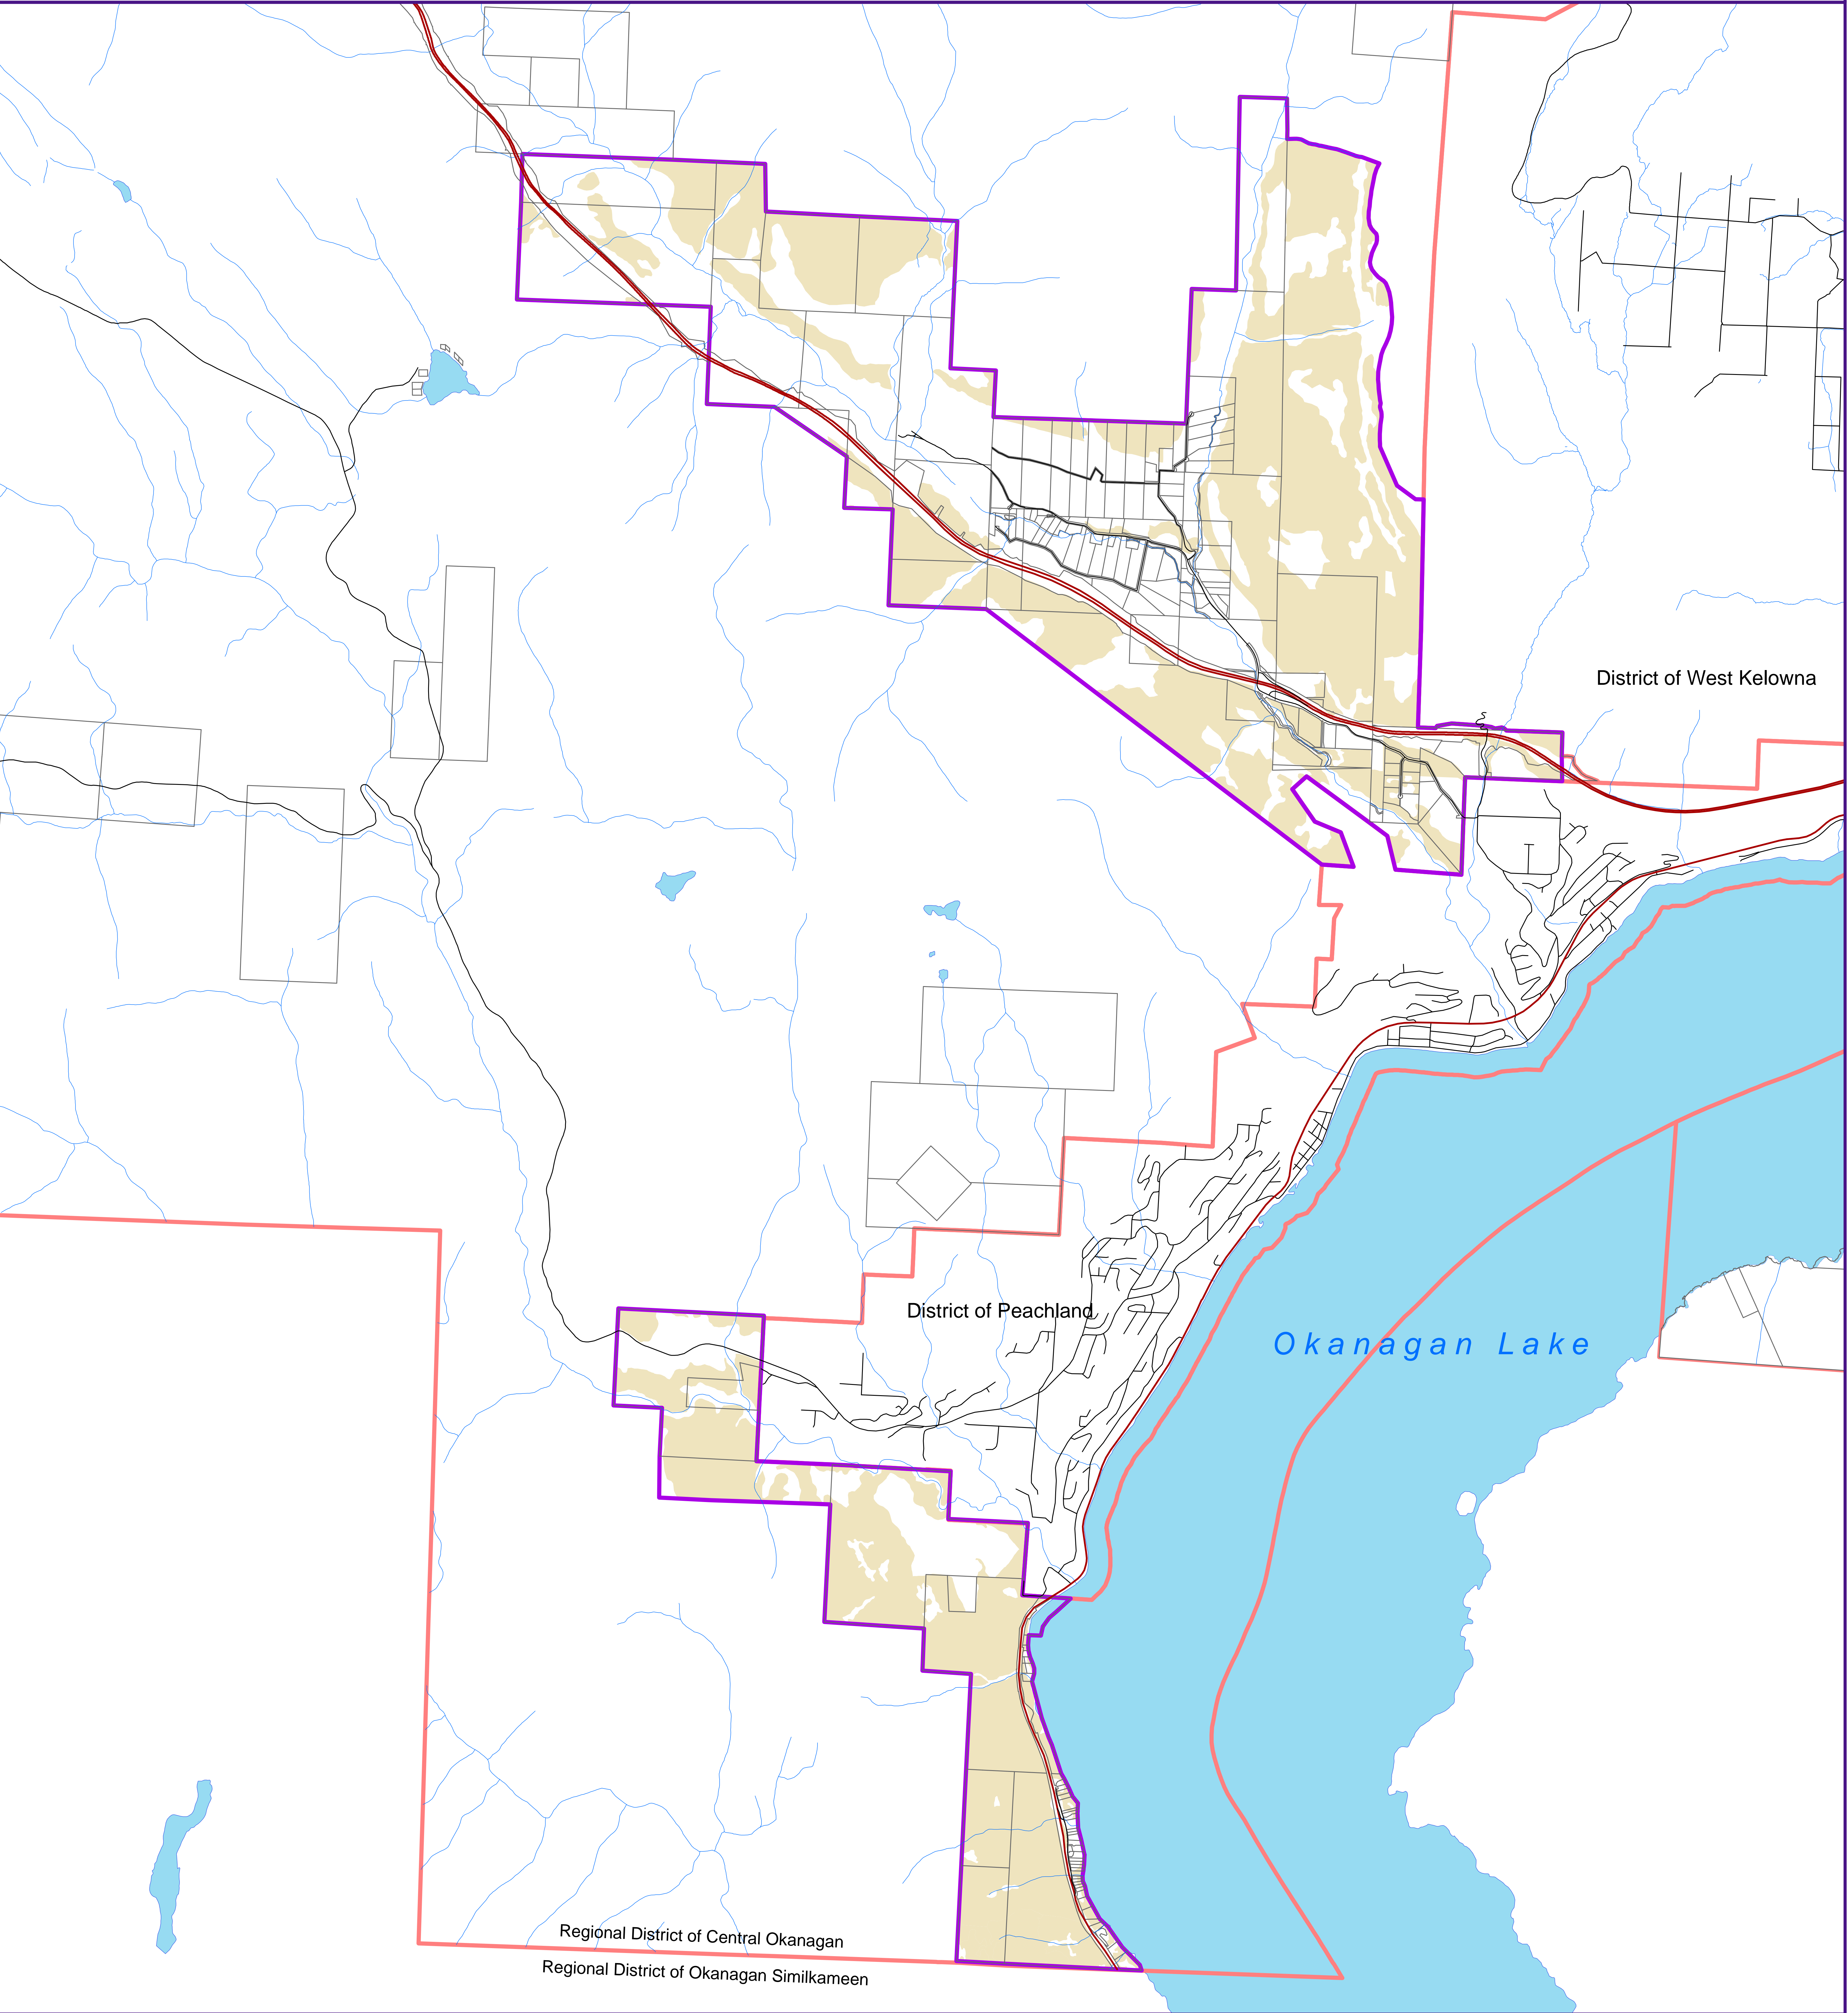 District of West Kelowna
District of Peachland
Okanagan Lake
Regional District of Central Okanagan
Regional District of Okanagan Similkameen